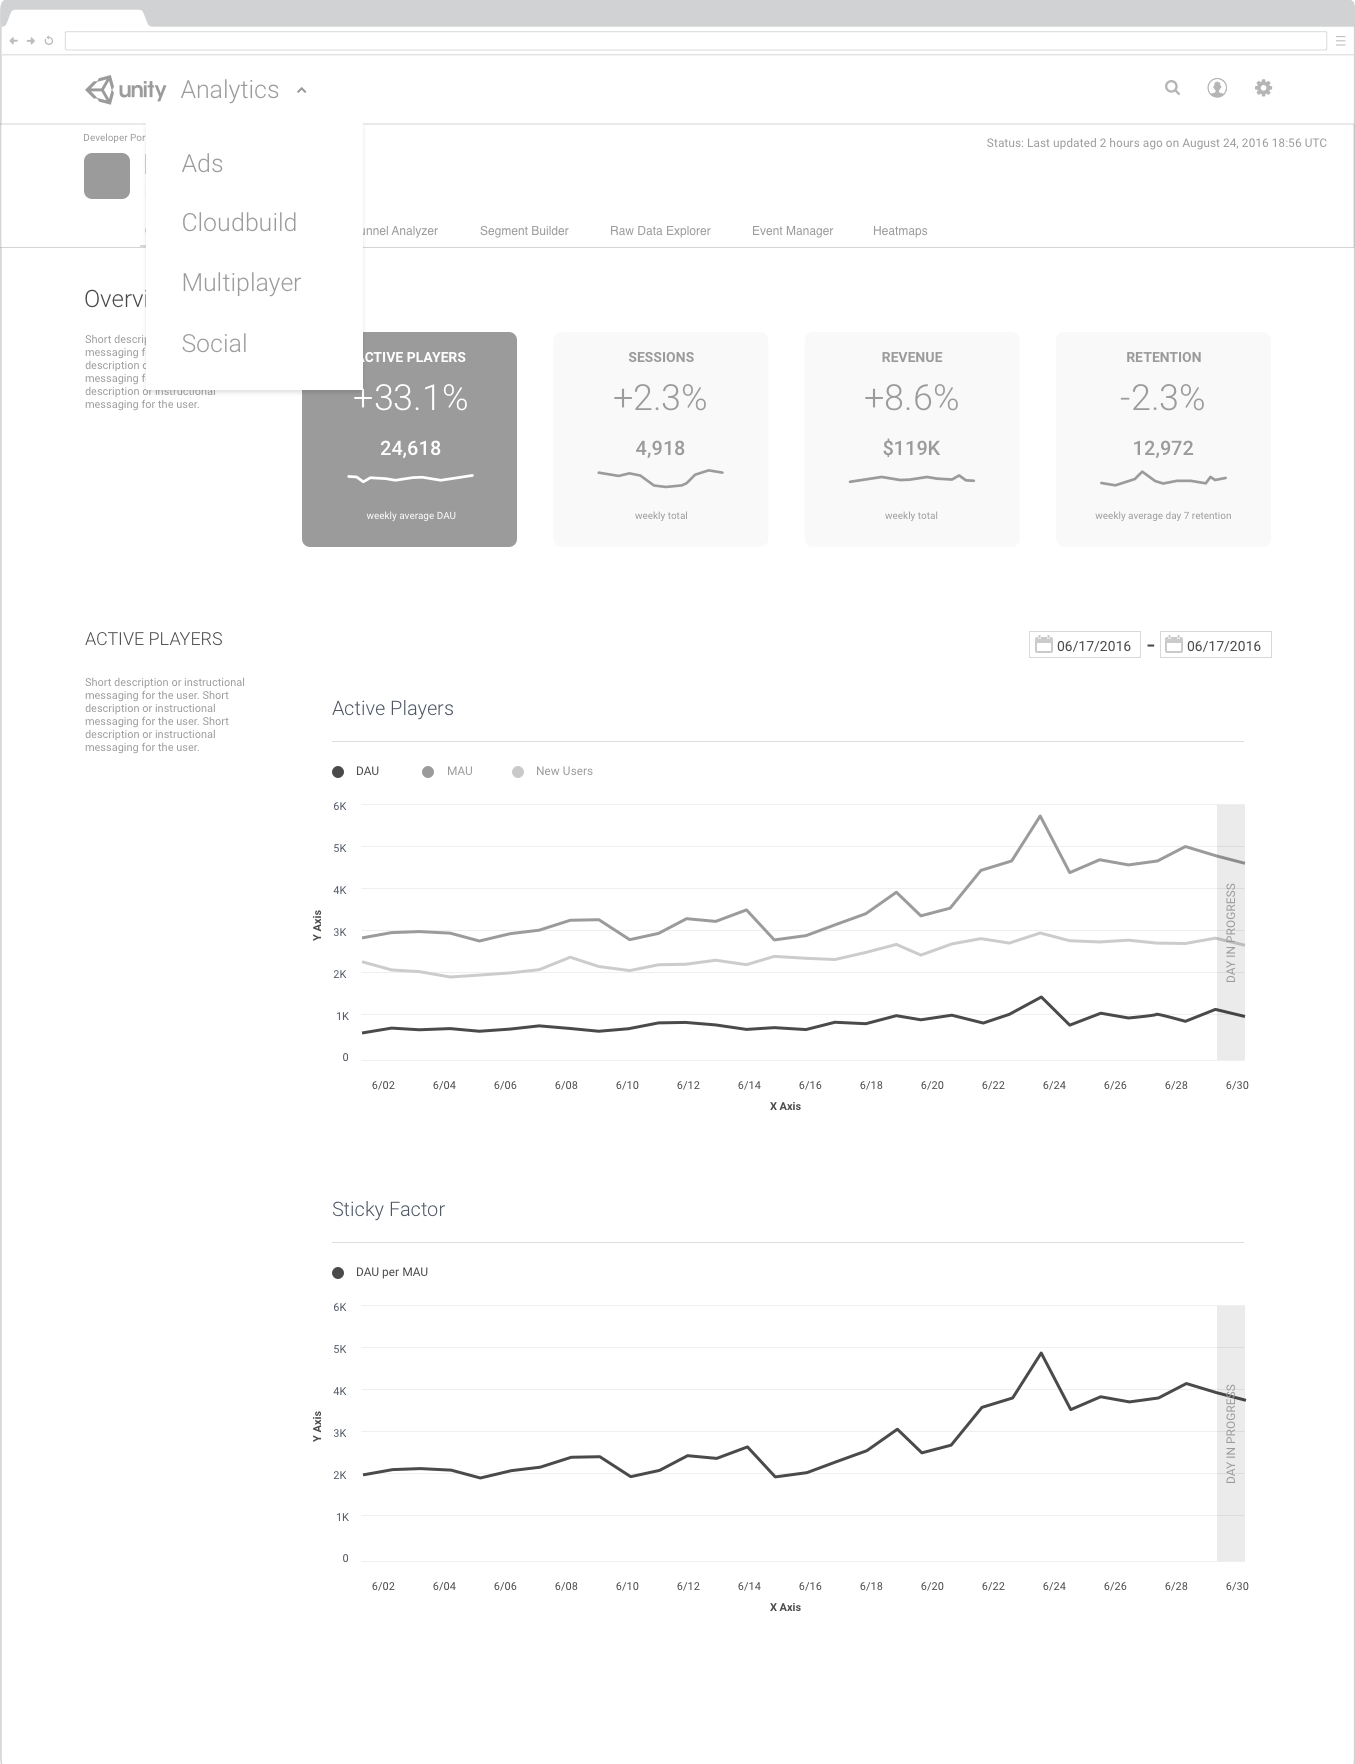 unity Analytics
Ads
Cloudbuild
Multiplayer
Social
Developer Por
Status: Last updated 2 hours ago on August 24, 2016 18:56 UTC
unnel Analyzer Segment Builder Raw Data Explorer Event Manager Heatmaps
Overvi
Short descrip
messaging f
description o
messaging f
description or instructional
messaging for the user.
ACTIVE PLAYERS
+33.1%
24,618
weekly average DAU
SESSIONS
+2.3%
4,918
weekly total
REVENUE
+8.6%
$119K
weekly total
RETENTION
-2.3%
12,972
weekly average day 7 retention
ACTIVE PLAYERS
06/17/2016 - 06/17/2016
Short description or instructional
messaging for the user. Short
description or instructional
messaging for the user. Short
description or instructional
messaging for the user.
Active Players
DAU MAU New Users
6K
5K
4K
3K
2K
1K
0
Y Axis
DAY IN PROGRESS
6/02 6/04 6/06 6/08 6/10 6/12 6/14 6/16 6/18 6/20 6/22 6/24 6/26 6/28 6/30
X Axis
Sticky Factor
DAU per MAU
6K
5K
4K
3K
2K
1K
0
Y Axis
DAY IN PROGRESS
6/02 6/04 6/06 6/08 6/10 6/12 6/14 6/16 6/18 6/20 6/22 6/24 6/26 6/28 6/30
X Axis